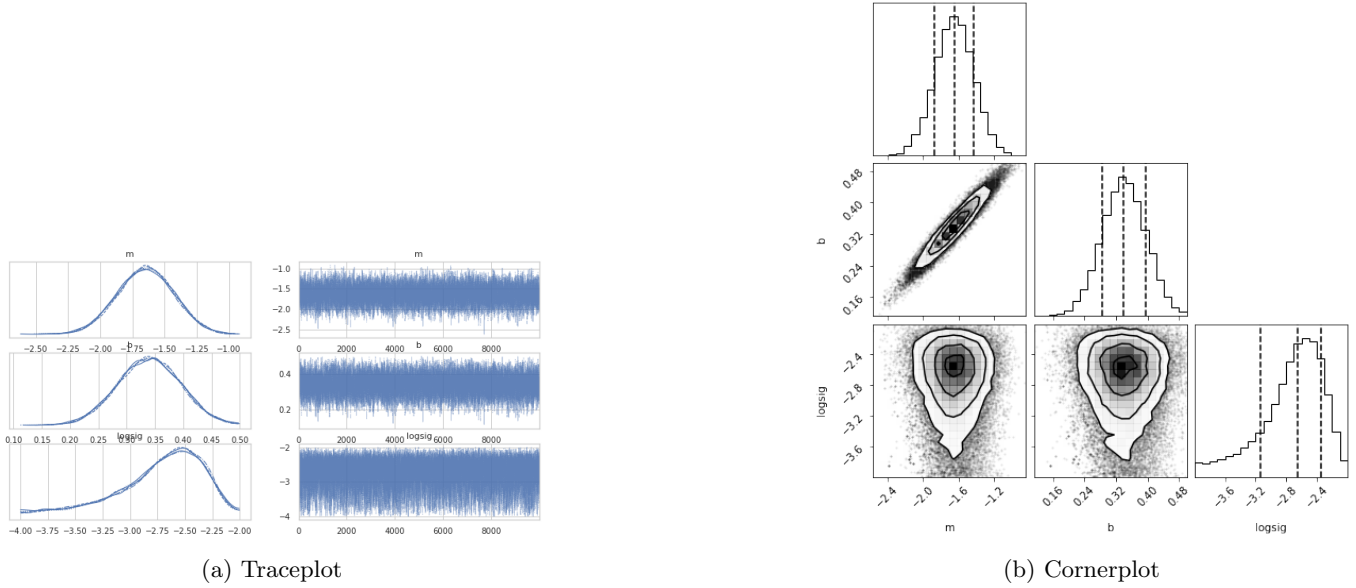 m
−2.50 −2.25 −2.00 −1.75 −1.50 −1.25 −1.00
b
0.10 0.15 0.20 0.25 0.30 0.35 0.40 0.45 0.50
logsig
−4.00 −3.75 −3.50 −3.25 −3.00 −2.75 −2.50 −2.25 −2.00
m
−1.0
−1.5
−2.0
−2.5
0 2000 4000 6000 8000
b
0.4
0.2
0 2000 4000 6000 8000
logsig
−2
−3
−4
0 2000 4000 6000 8000
(a) Traceplot
b
0.48
0.40
0.32
0.24
0.16
logsig
−2.4
−2.8
−3.2
−3.6
−2.4 −2.0 −1.6 −1.2
m
0.16 0.24 0.32 0.40 0.48
b
−3.6 −3.2 −2.8 −2.4
logsig
(b) Cornerplot